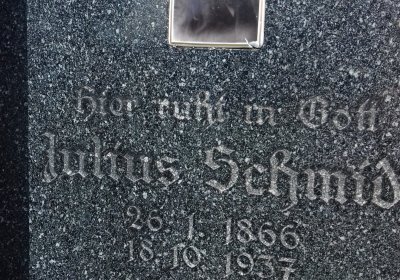 Hier ruht in Gott
Julius Schmid
26. 1. 1866
18. 10. 1937